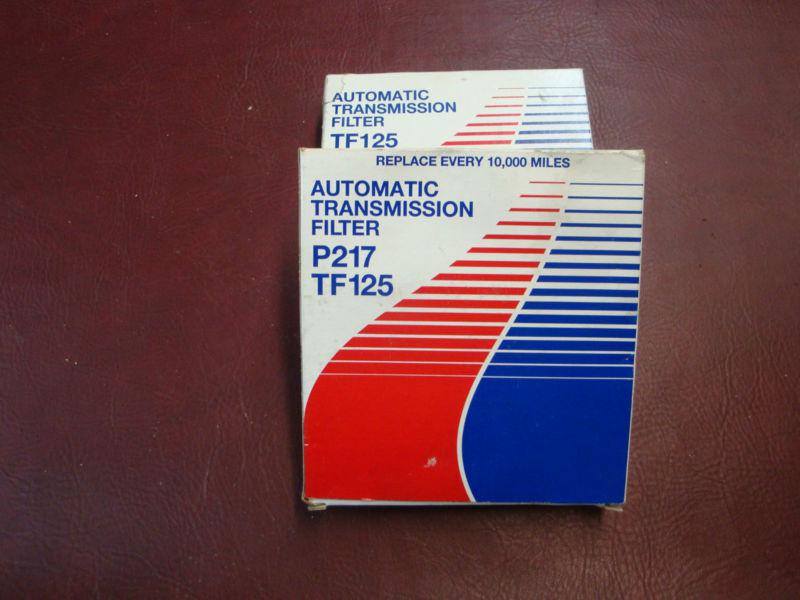 AUTOMATIC
TRANSMISSION
FILTER
TF125
REPLACE EVERY 10,000 MILES
AUTOMATIC
TRANSMISSION
FILTER
P217
TF125